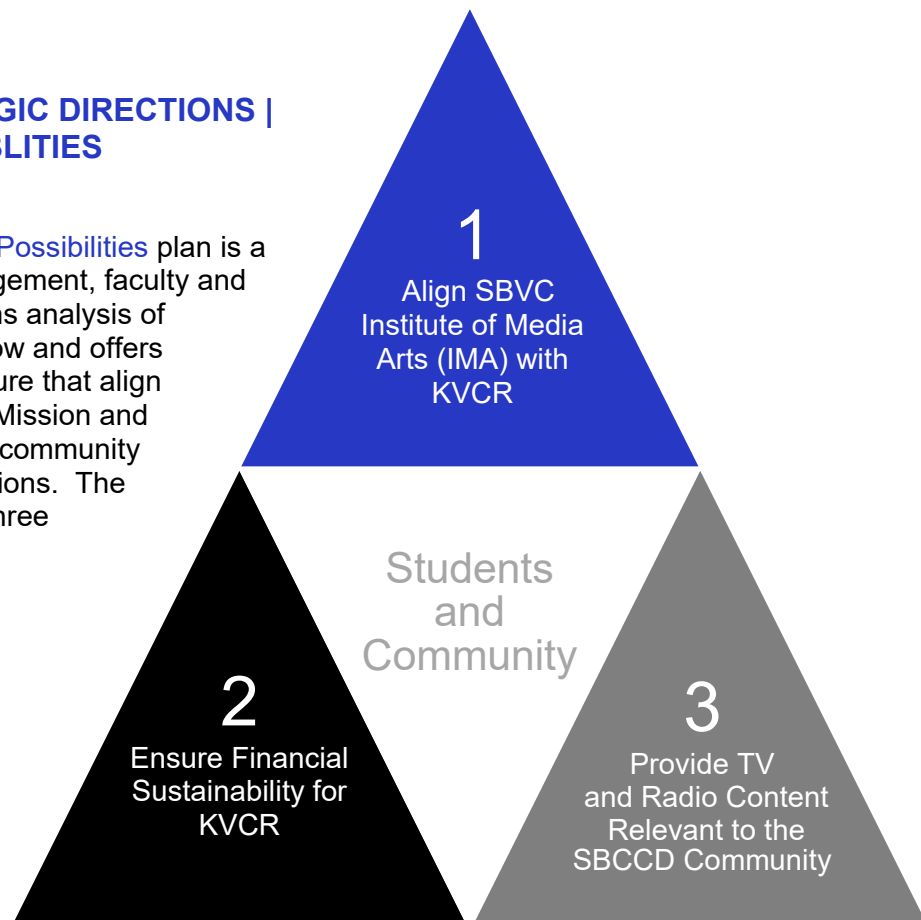 GIC DIRECTIONS |
BLITIES
Possibilities plan is a
gement, faculty and
ns analysis of
ow and offers
ure that align
Mission and
community
ions. The
hree
1
Align SBVC
Institute of Media
Arts (IMA) with
KVCR
Students
and
Community
2
Ensure Financial
Sustainability for
KVCR
3
Provide TV
and Radio Content
Relevant to the
SBCCD Community